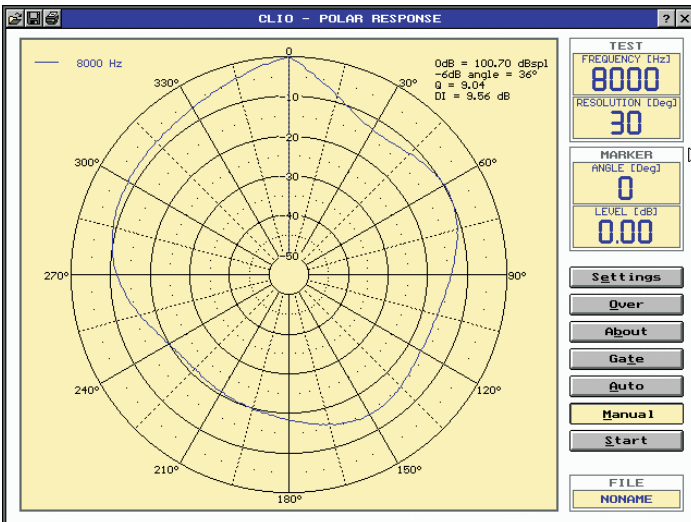 CLIO - POLAR RESPONSE
? X
8000 Hz
0dB = 100.70 dBspl
-6dB angle = 36°
Q = 9.04
DI = 9.56 dB
0
30°
60°
90°
120°
150°
180°
210°
240°
270°
300°
330°
-10
-20
-30
-40
-50
TEST
FREQUENCY [Hz]
8000
RESOLUTION [Deg]
30
MARKER
ANGLE [Deg]
0
LEVEL [dB]
0.00
Settings
Over
About
Gate
Auto
Manual
Start
FILE
NONAME